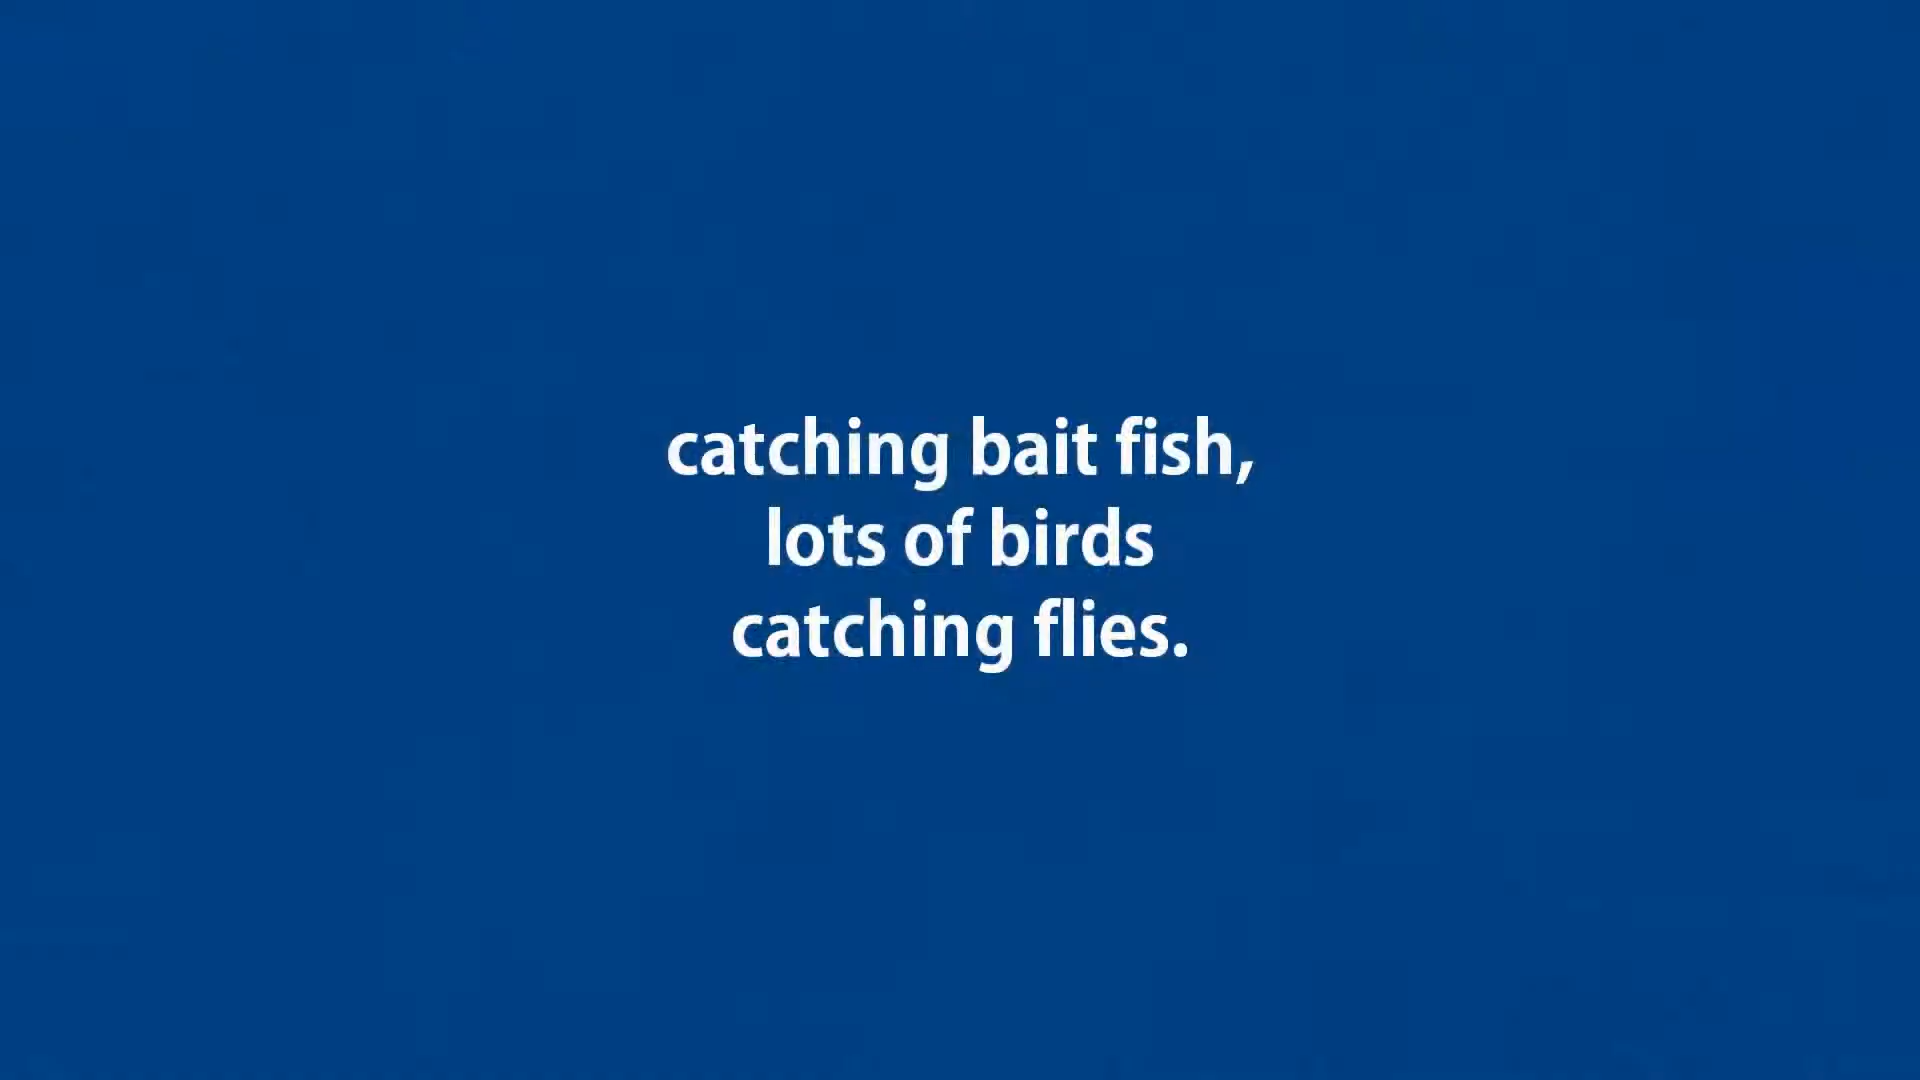 catching bait fish,
lots of birds
catching flies.